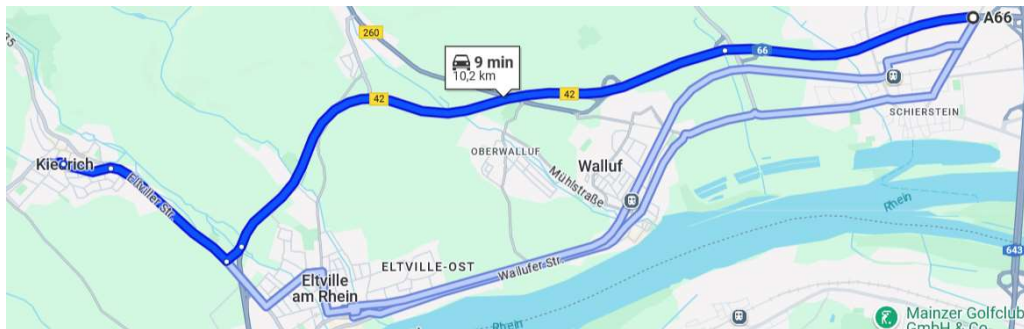 A66
260
66
9 min
10,2 km
42
42
SCHIERSTEIN
OBERWALLUF
Walluf
Kiedrich
Mühlstraße
Eltviller Str.
Rhein
643
ELTVILLE-OST
Wallufer Str.
Eltville
am Rhein
Rhein
Mainzer Golfclub
GmbH & Co